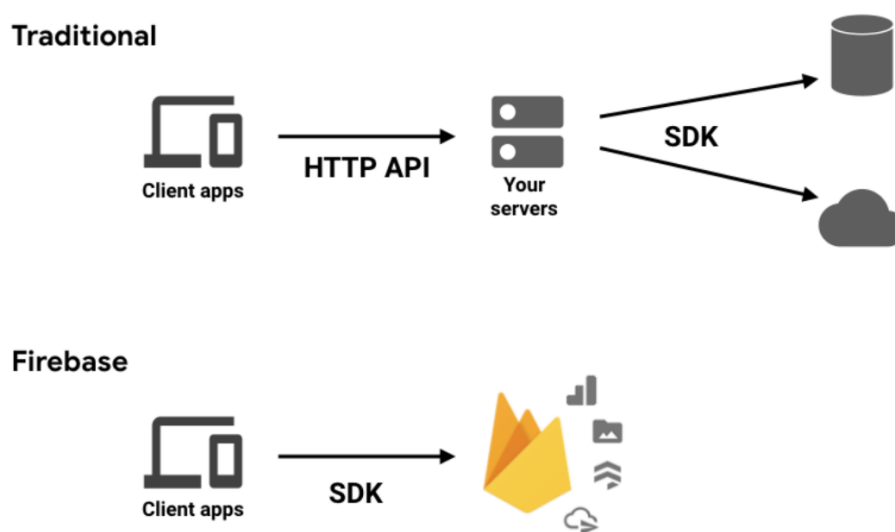 Traditional
Client apps
HTTP API
Your
servers
SDK
Firebase
Client apps
SDK